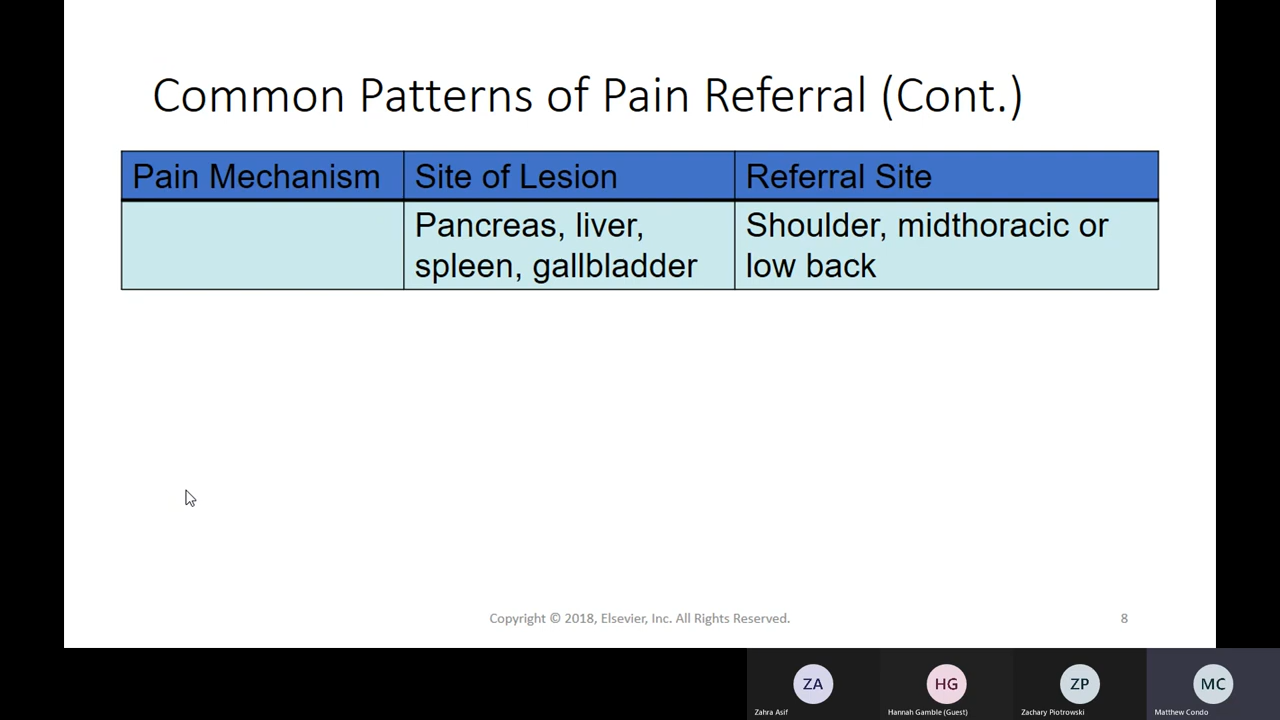 Common Patterns of Pain Referral (Cont.)
Pain Mechanism
Site of Lesion
Referral Site
Pancreas, liver,
spleen, gallbladder
Shoulder, midthoracic or
low back
Copyright © 2018, Elsevier, Inc. All Rights Reserved.
8
ZA
HG
ZP
MC
Zahra Asif
Hannah Gamble (Guest)
Zachary Piotrowski
Matthew Condo